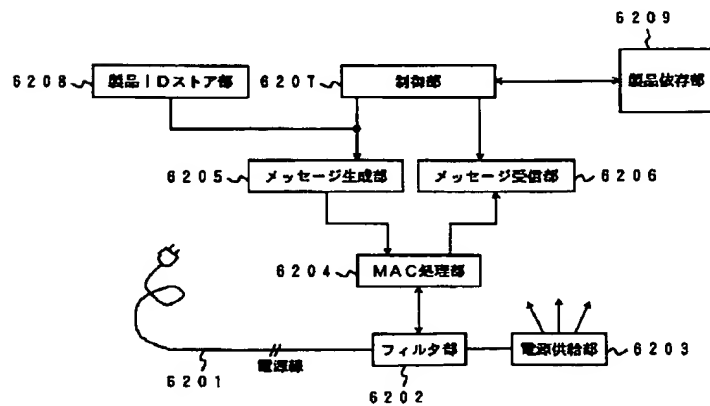 6209
6208 製品IDストア部
6207 制御部
製品依存部
6205 メッセージ生成部
メッセージ受信部 6206
6204 MAC処理部
6201
電源線
フィルタ部
6202
電源供給部 6203